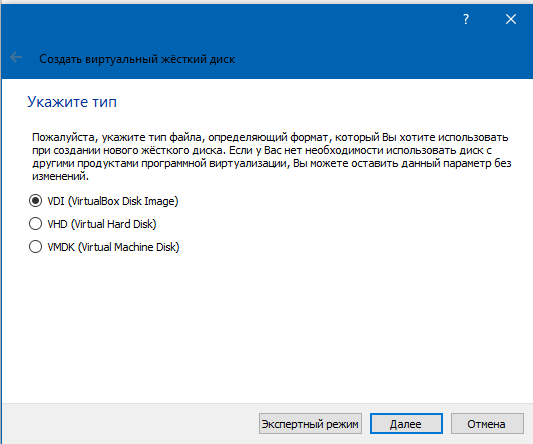 ?
Создать виртуальный жёсткий диск
Укажите тип
Пожалуйста, укажите тип файла, определяющий формат, который Вы хотите использовать
при создании нового жёсткого диска. Если у Вас нет необходимости использовать диск с
другими продуктами программной виртуализации, Вы можете оставить данный параметр без
изменений.
VDI (VirtualBox Disk Image)
VHD (Virtual Hard Disk)
VMDK (Virtual Machine Disk)
Экспертный режим Далее Отмена